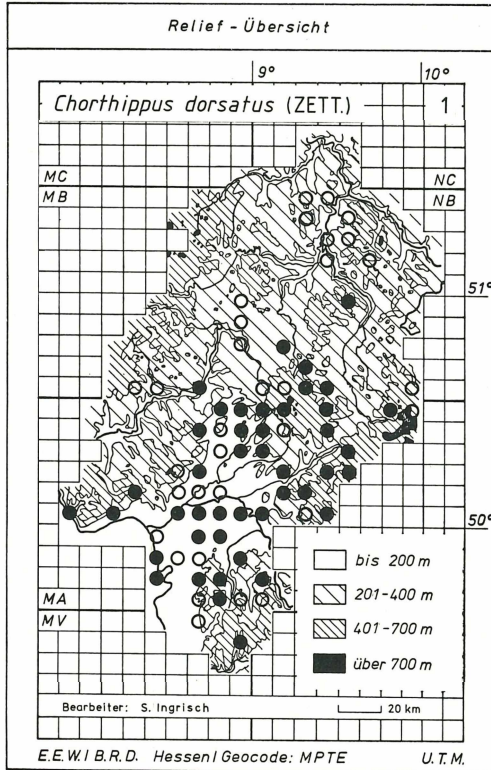 Relief - Übersicht
9° 10°
Chorthippus dorsatus (ZETT.) 1
MC NC
MB NB
51°
50°
bis 200 m
201-400 m
MA 401-700 m
MV
über 700 m
Bearbeiter: S. Ingrisch 20 km
E.E.W. / B.R.D. Hessen / Geocode: MPTE U.T.M.